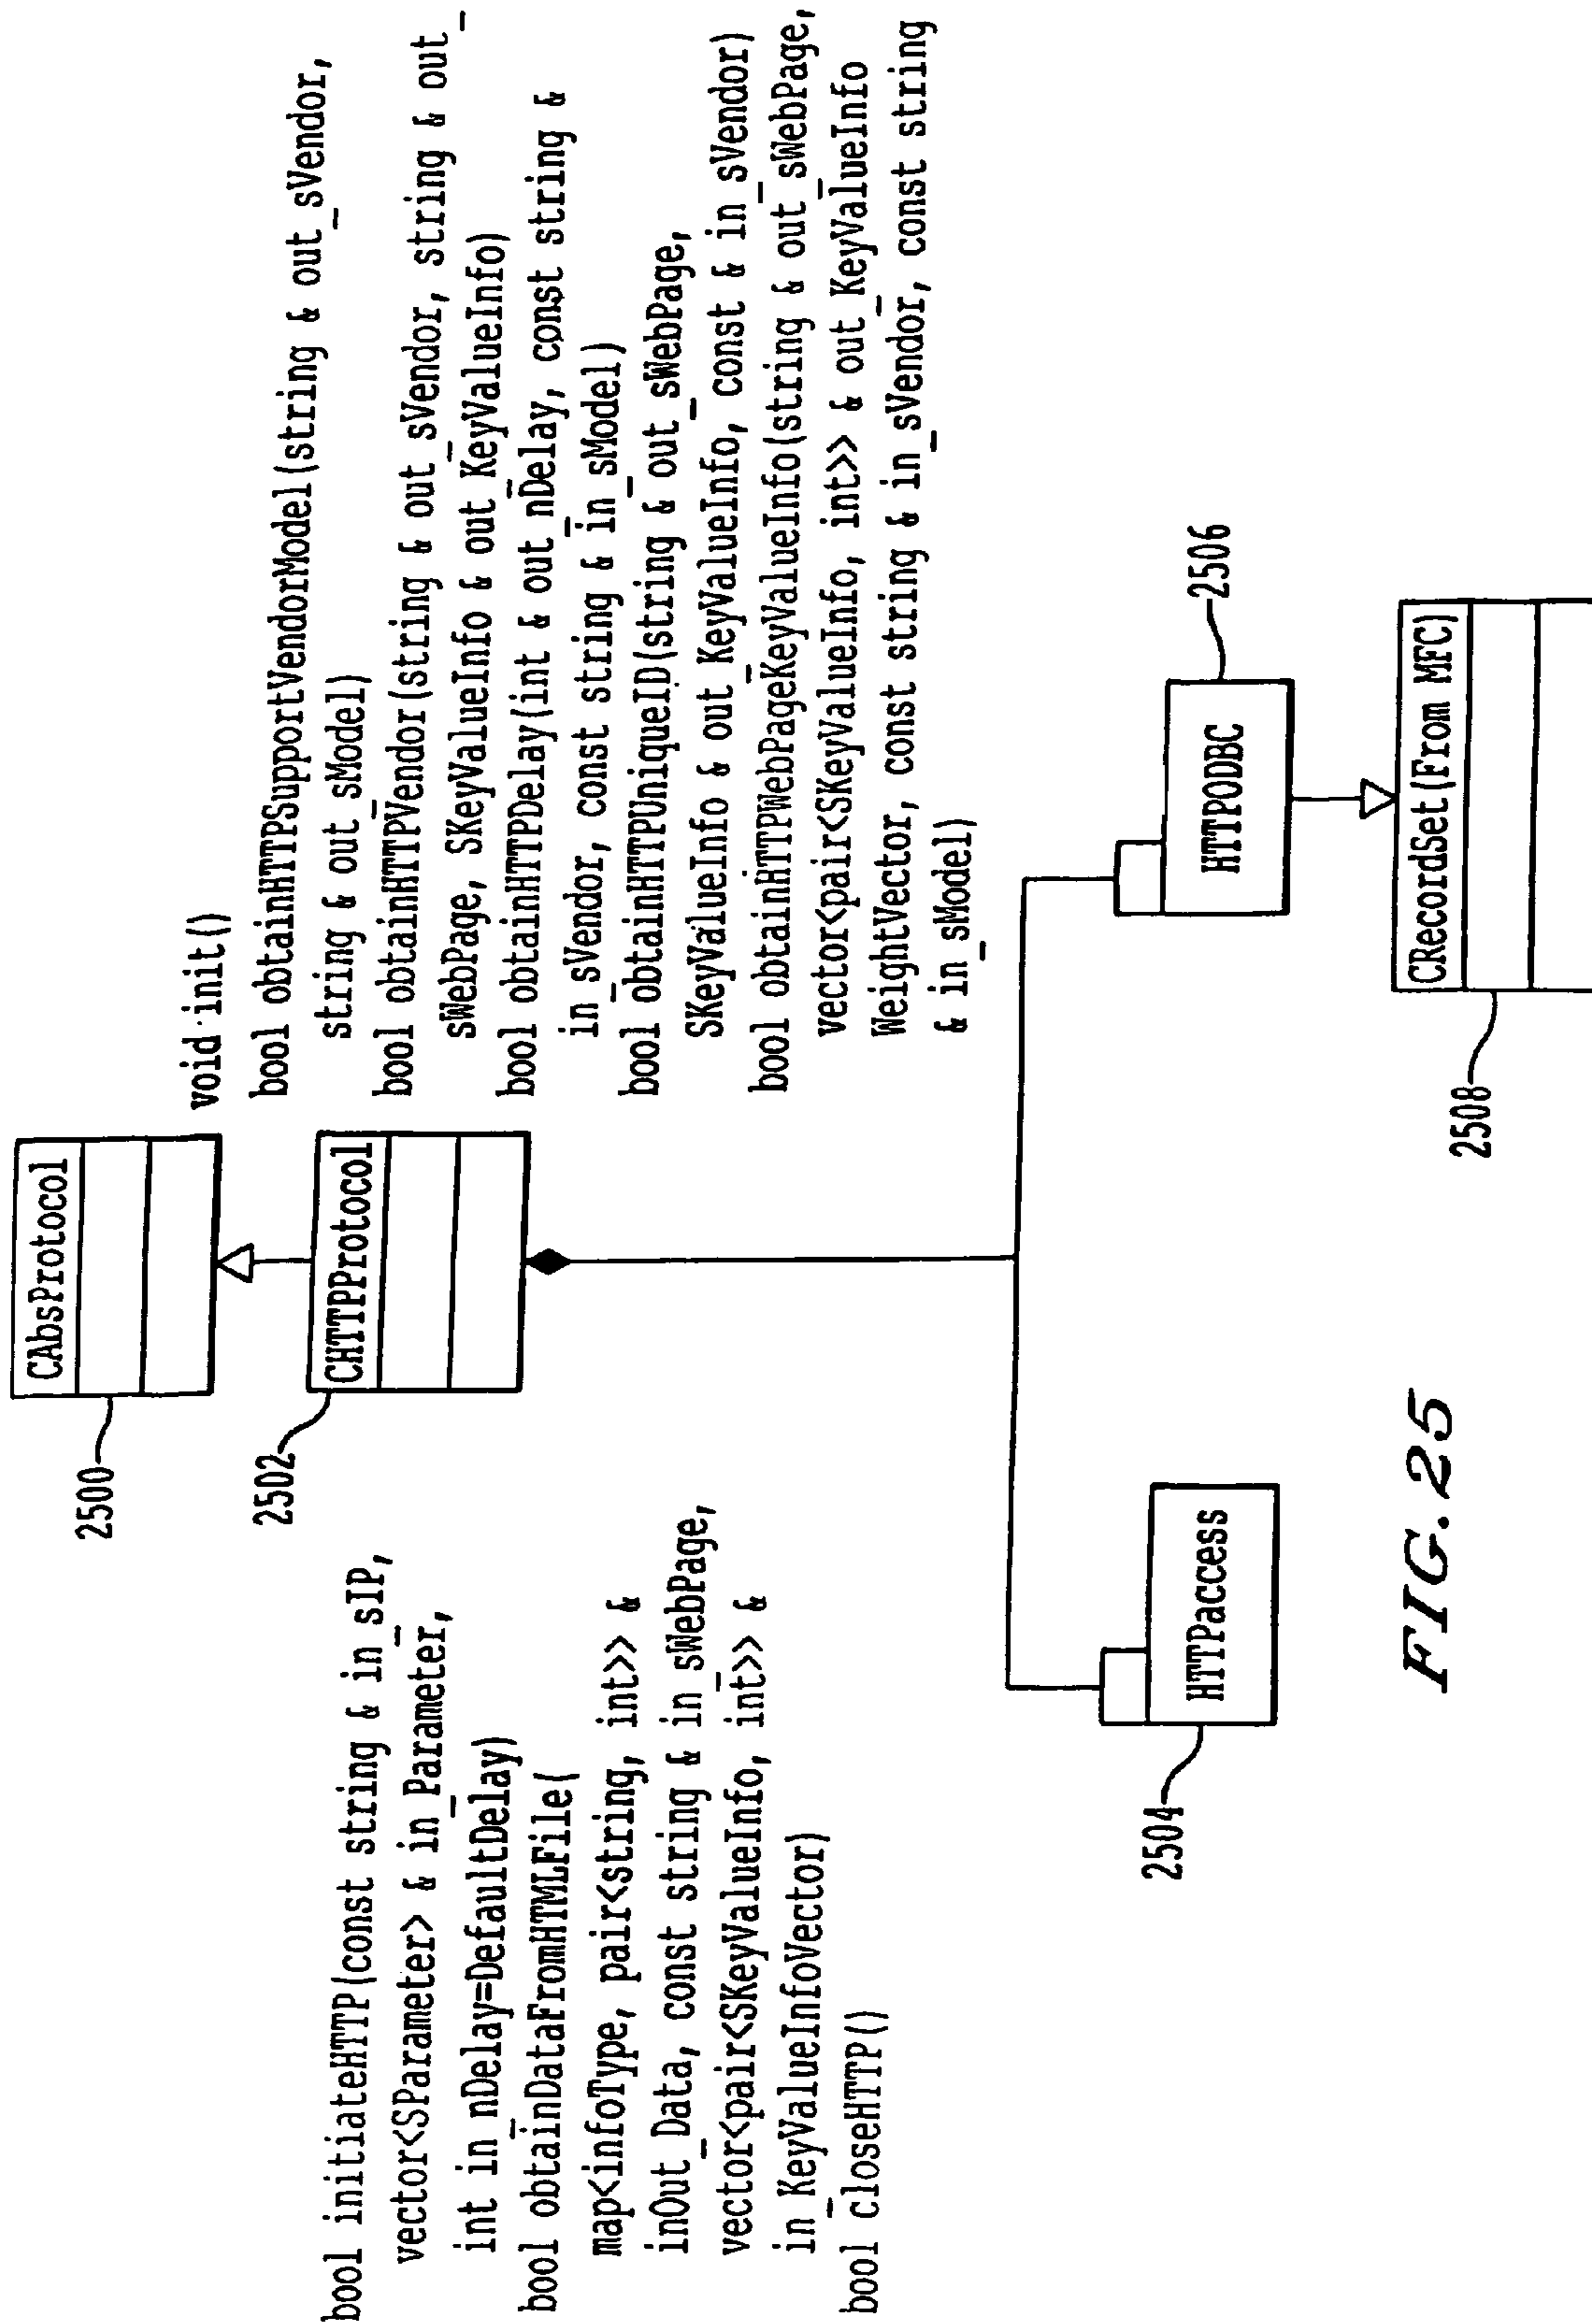 CAbsProtocol
2500
CHTTPProtocol
2502
void init()
bool obtainHTTPSupportVendorModel(string & out_sVendor,
string & out_sModel)
bool obtainHTTPVendor(string & out_sVendor, string & out_
sWebPage, SKeyValueInfo & out_KeyValueInfo)
bool obtainHTTPDelay(int & out_nDelay, const string &
in_sVendor, const string & in_sModel)
bool obtainHTTPUniqueID(string & out_sWebPage,
SKeyValueInfo & out_KeyValueInfo, const & in_sVendor)
bool obtainHTTPWebPageKeyValueInfo(string & out_sWebPage,
vector<pair<SKeyValueInfo, int>> & out_KeyValueInfo
WeightVector, const string & in_sVendor, const string
& in_sModel)
bool initiateHTTP(const string & in_sIP,
vector<SParameter> & in_Parameter,
int in_nDelay=DefaultDelay)
bool obtainDataFromHTMLFile(
map<infoType, pair<string, int>> &
inOut_Data, const string & in_sWebPage,
vector<pair<SKeyValueInfo, int>> &
in_KeyValueInfoVector)
bool closeHTTP()
2504
HTTPaccess
HTTPODBC
2506
CRecordSet(From MFC)
2508
FIG. 25